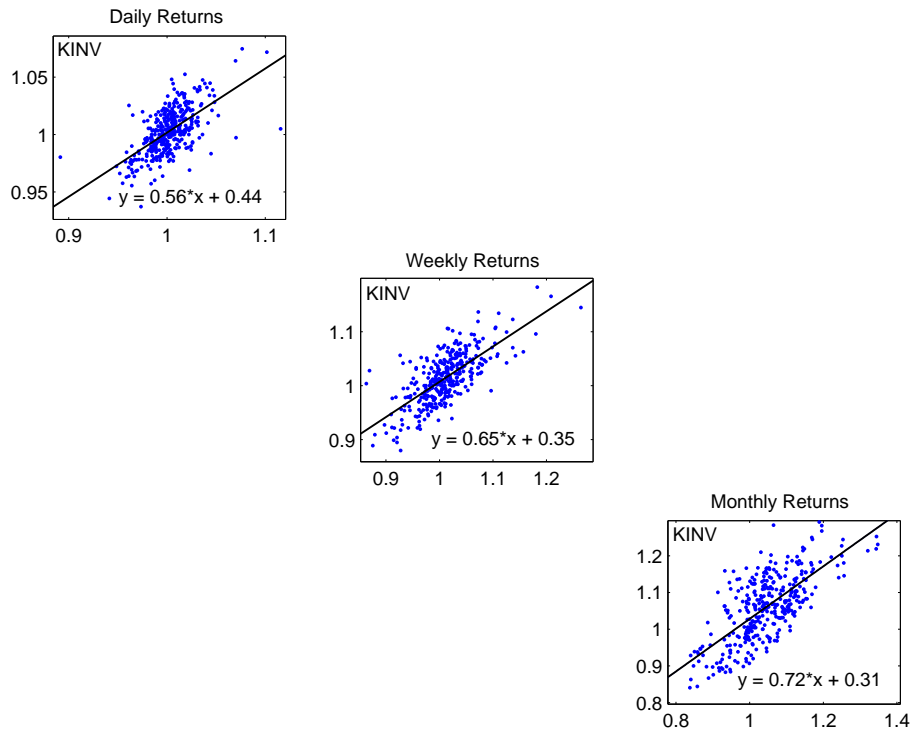 Daily Returns
KINV
1.05
1
0.95
y = 0.56*x + 0.44
0.9 1 1.1
Weekly Returns
KINV
1.1
1
0.9
y = 0.65*x + 0.35
0.9 1 1.1 1.2
Monthly Returns
KINV
1.2
1.1
1
0.9
0.8
y = 0.72*x + 0.31
0.8 1 1.2 1.4